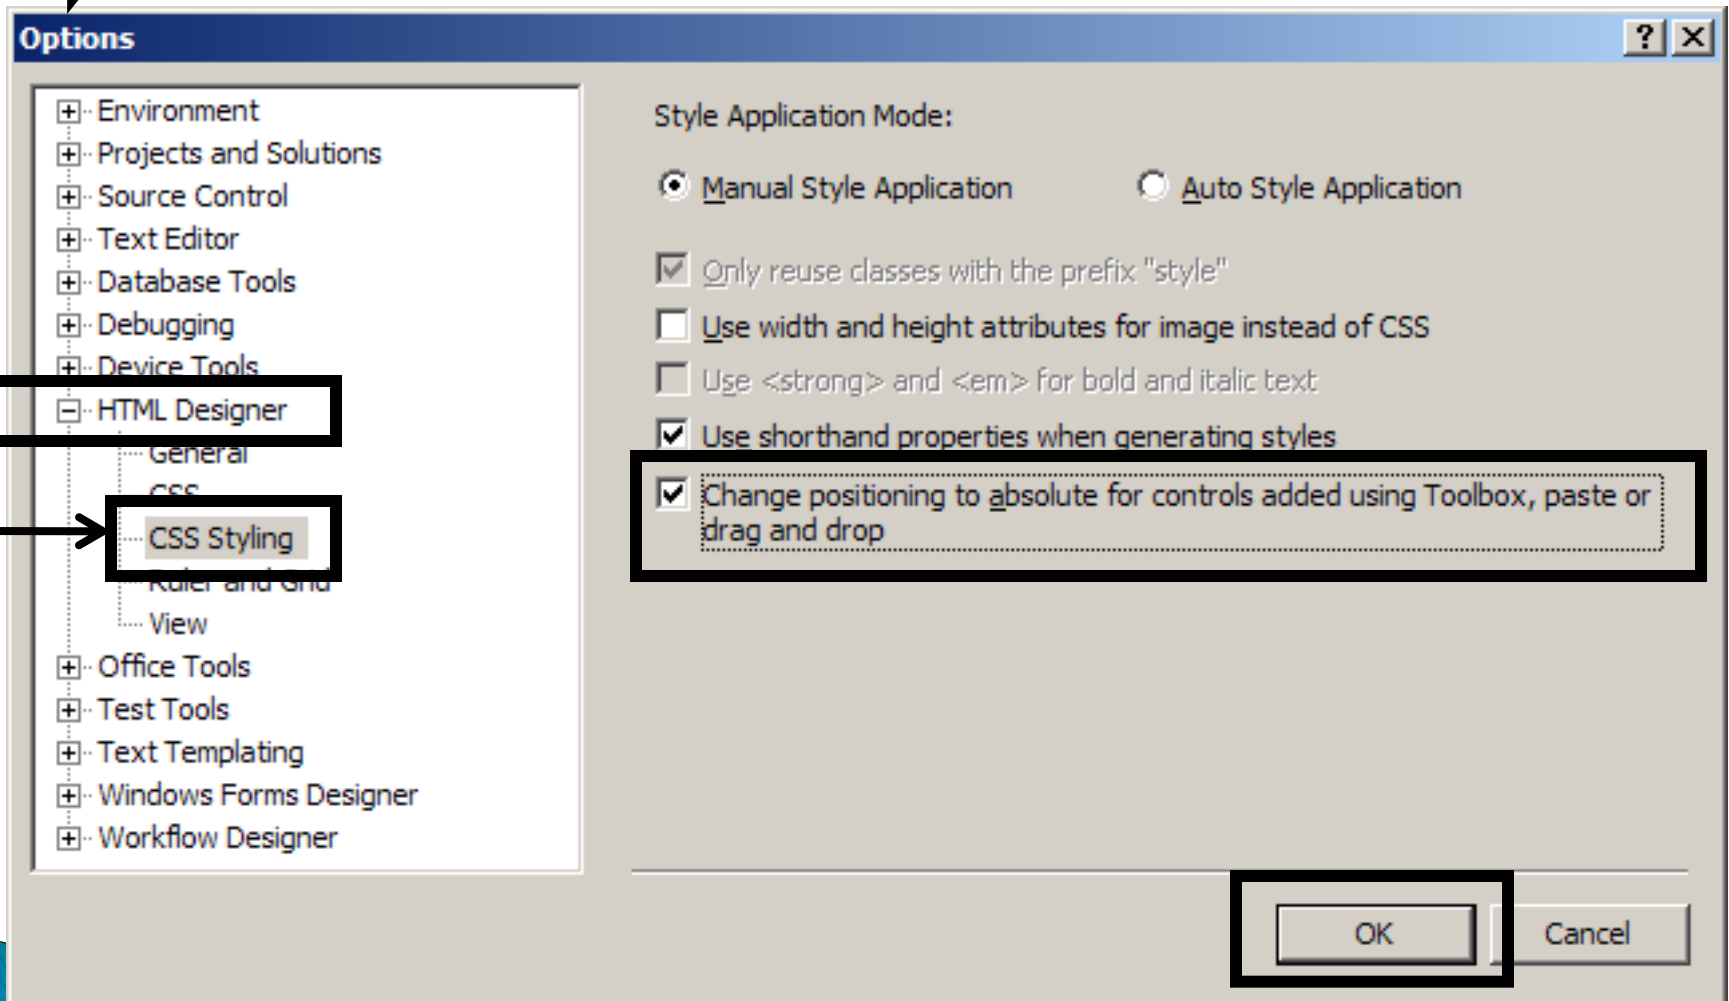 Options
Environment
Projects and Solutions
Source Control
Text Editor
Database Tools
Debugging
Device Tools
HTML Designer
General
CSS
CSS Styling
Ruler and Grid
View
Office Tools
Test Tools
Text Templating
Windows Forms Designer
Workflow Designer
Style Application Mode:
Manual Style Application
Auto Style Application
Only reuse classes with the prefix "style"
Use width and height attributes for image instead of CSS
Use <strong> and <em> for bold and italic text
Use shorthand properties when generating styles
Change positioning to absolute for controls added using Toolbox, paste or
drag and drop
OK
Cancel